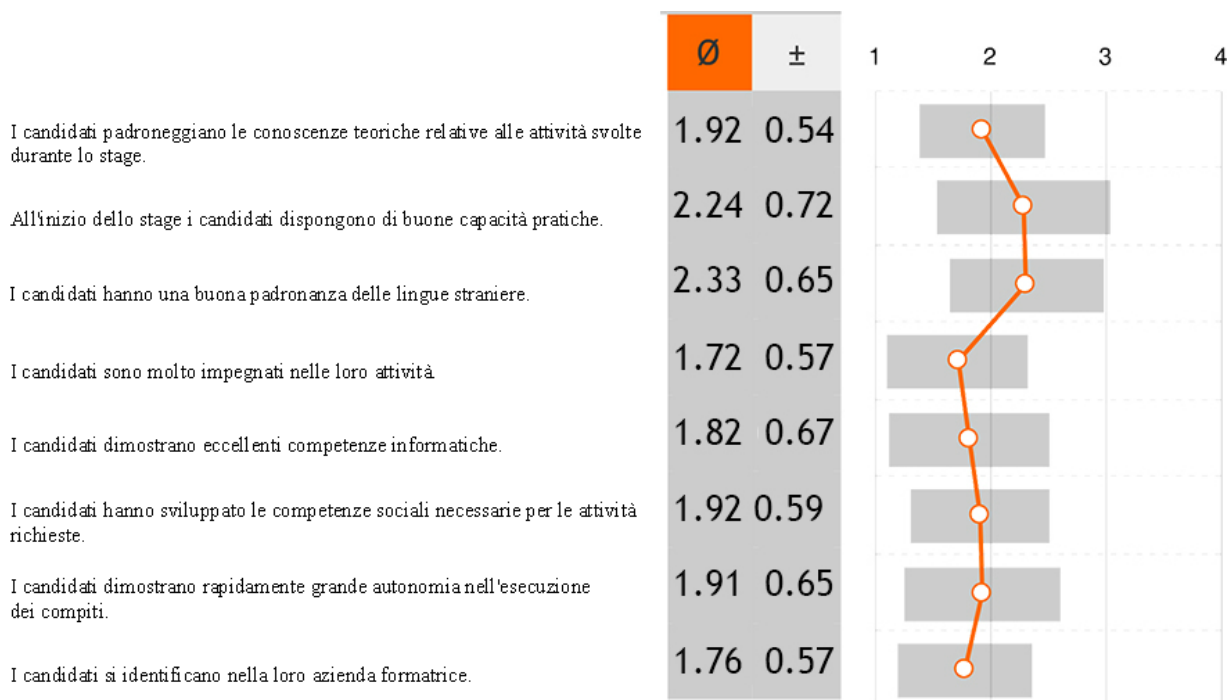 Ø ± 1 2 3 4
I candidati padroneggiano le conoscenze teoriche relative alle attività svolte 1.92 0.54
durante lo stage.
All'inizio dello stage i candidati dispongono di buone capacità pratiche. 2.24 0.72
I candidati hanno una buona padronanza delle lingue straniere. 2.33 0.65
I candidati sono molto impegnati nelle loro attività. 1.72 0.57
I candidati dimostrano eccellenti competenze informatiche. 1.82 0.67
I candidati hanno sviluppato le competenze sociali necessarie per le attività 1.92 0.59
richieste.
I candidati dimostrano rapidamente grande autonomia nell'esecuzione 1.91 0.65
dei compiti.
I candidati si identificano nella loro azienda formatrice. 1.76 0.57